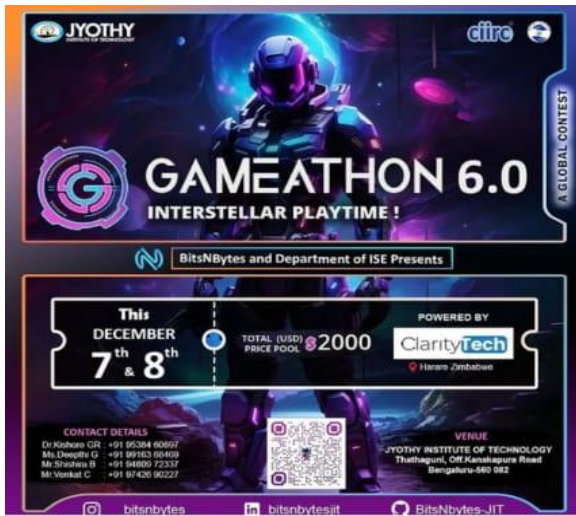 JYOTHY
INSTITUTE OF TECHNOLOGY
ciirc
A GLOBAL CONTEST
G
GAMEATHON 6.0
INTERSTELLAR PLAYTIME !
BitsNBytes and Department of ISE Presents
This
DECEMBER
7th & 8th
TOTAL (USD)
PRICE POOL $2000
POWERED BY
ClarityTech
Harare Zimbabwe
CONTACT DETAILS
Dr.Kishore GR : +91 95384 60697
Ms.Deepthi G : +91 99163 68469
Mr.Shishira B : +91 94809 72337
Mr.Venkat C : +91 97426 90227
VENUE
JYOTHY INSTITUTE OF TECHNOLOGY
Thathaguni, Off.Kanakapura Road
Bengaluru-560 082
bitsnbytes
bitsnbytesjit
BitsNbytes-JIT